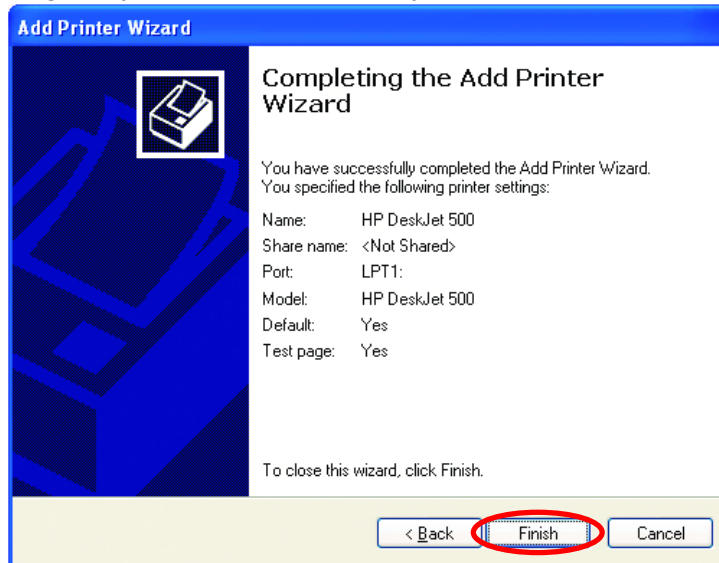 Add Printer Wizard
Completing the Add Printer
Wizard
You have successfully completed the Add Printer Wizard.
You specified the following printer settings:
Name: HP DeskJet 500
Share name: <Not Shared>
Port: LPT1:
Model: HP DeskJet 500
Default: Yes
Test page: Yes
To close this wizard, click Finish.
< Back Finish Cancel